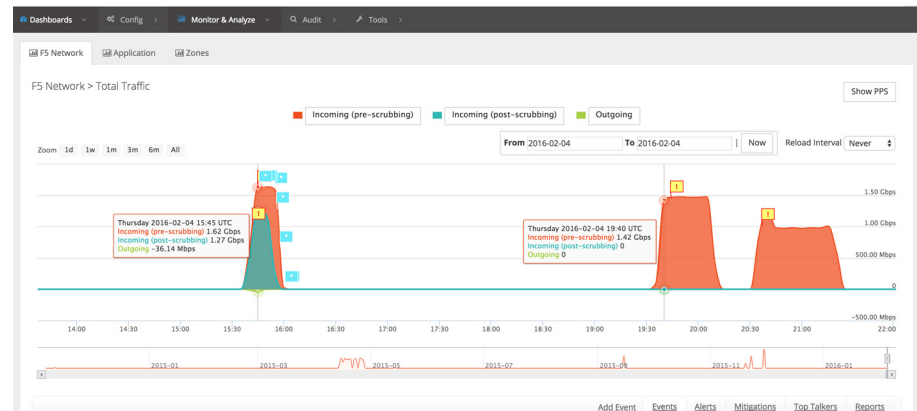 Dashboards Config Monitor & Analyze Audit Tools
F5 Network Application Zones
F5 Network > Total Traffic
Show PPS
Incoming (pre-scrubbing) Incoming (post-scrubbing) Outgoing
From 2016-02-04 To 2016-02-04 | Now Reload Interval Never
Zoom 1d 1w 1m 3m 6m All
1.50 Gbps
1.00 Gbps
500.00 Mbps
0
-500.00 Mbps
Thursday 2016-02-04 15:45 UTC
Incoming (pre-scrubbing) 1.62 Gbps
Incoming (post-scrubbing) 1.27 Gbps
Outgoing -36.14 Mbps
Thursday 2016-02-04 19:40 UTC
Incoming (pre-scrubbing) 1.42 Gbps
Incoming (post-scrubbing) 0
Outgoing 0
!
!
!
14:00 14:30 15:00 15:30 16:00 16:30 17:00 17:30 18:00 18:30 19:00 19:30 20:00 20:30 21:00 22:00
2015-01 2015-03 2015-05 2015-07 2015-09 2015-11 2016-01
Add Event Events Alerts Mitigations Top Talkers Reports